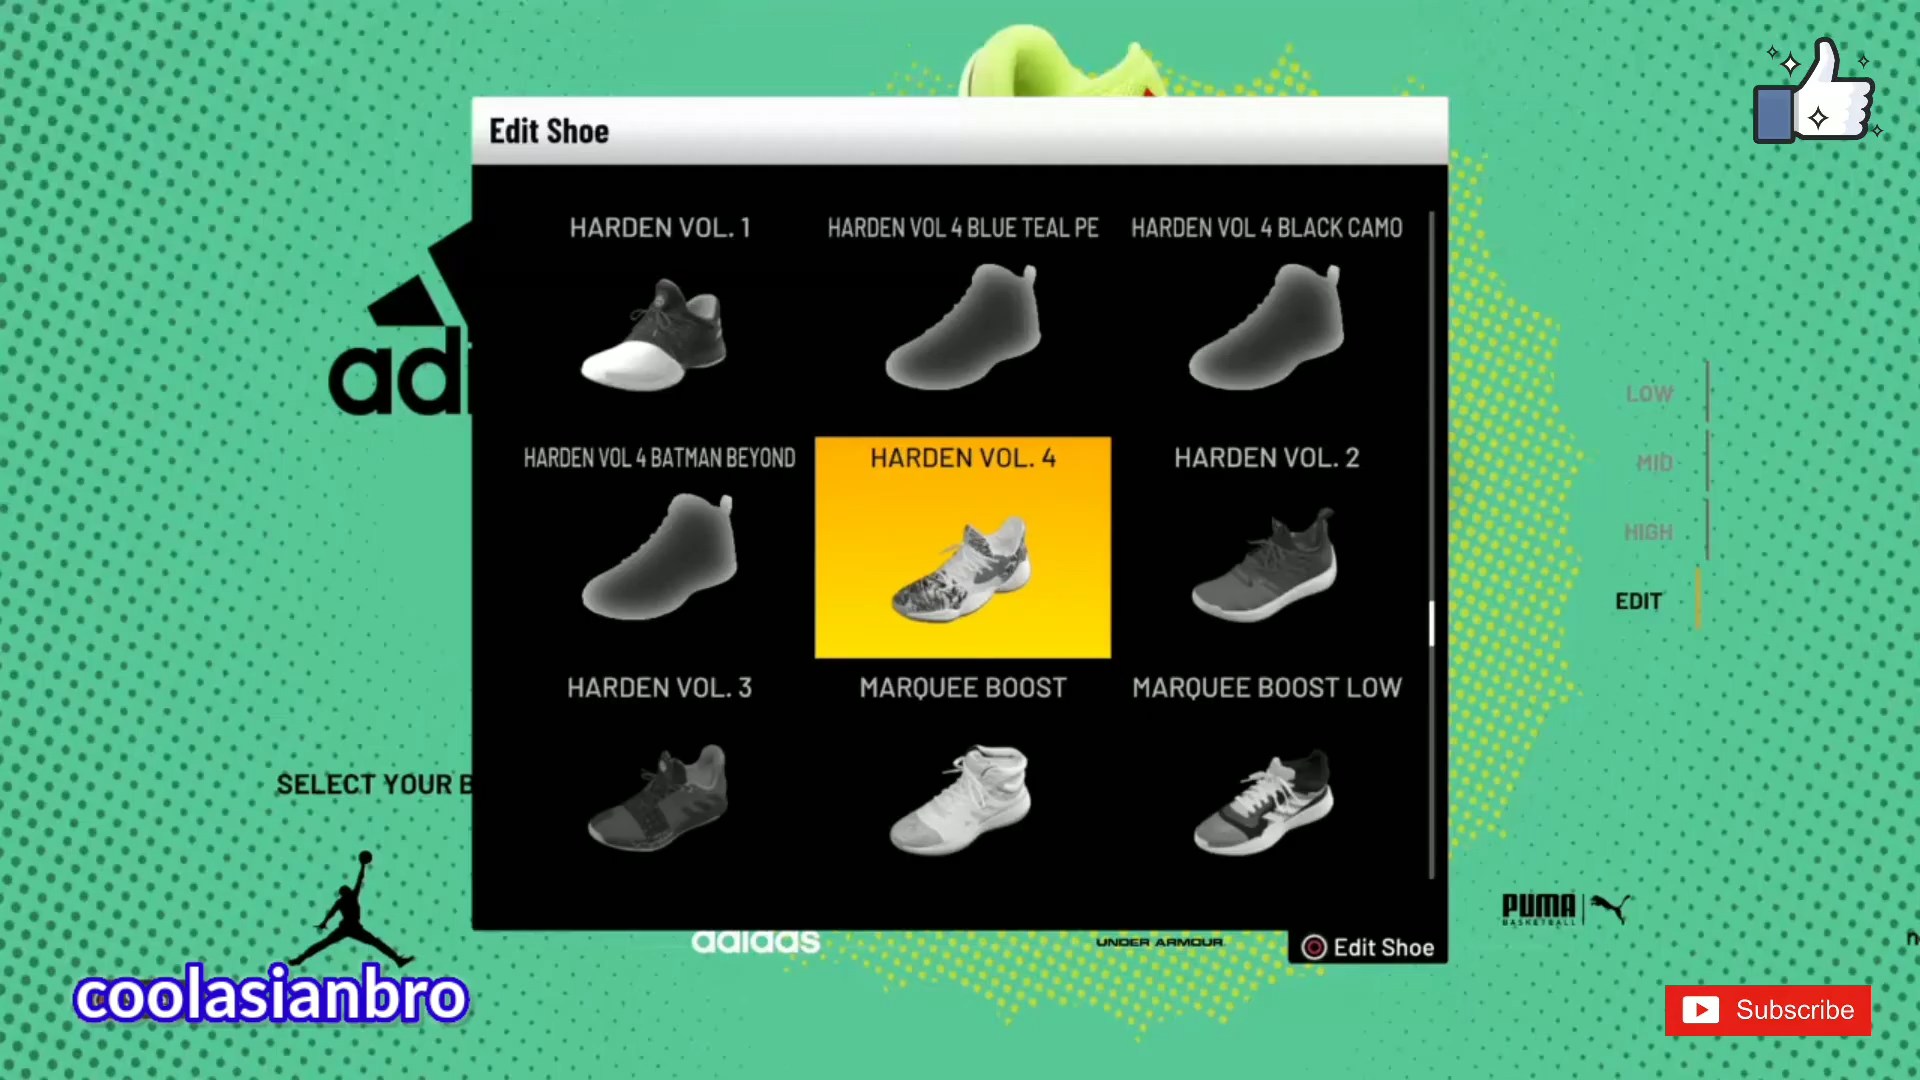 Edit Shoe
HARDEN VOL. 1
HARDEN VOL 4 BLUE TEAL PE
HARDEN VOL 4 BLACK CAMO
adi
LOW
HARDEN VOL 4 BATMAN BEYOND
HARDEN VOL. 4
HARDEN VOL. 2
MID
HIGH
EDIT
HARDEN VOL. 3
MARQUEE BOOST
MARQUEE BOOST LOW
SELECT YOUR B
PUMA
BASKETBALL
adidas
UNDER ARMOUR
Edit Shoe
n
coolasianbro
Subscribe